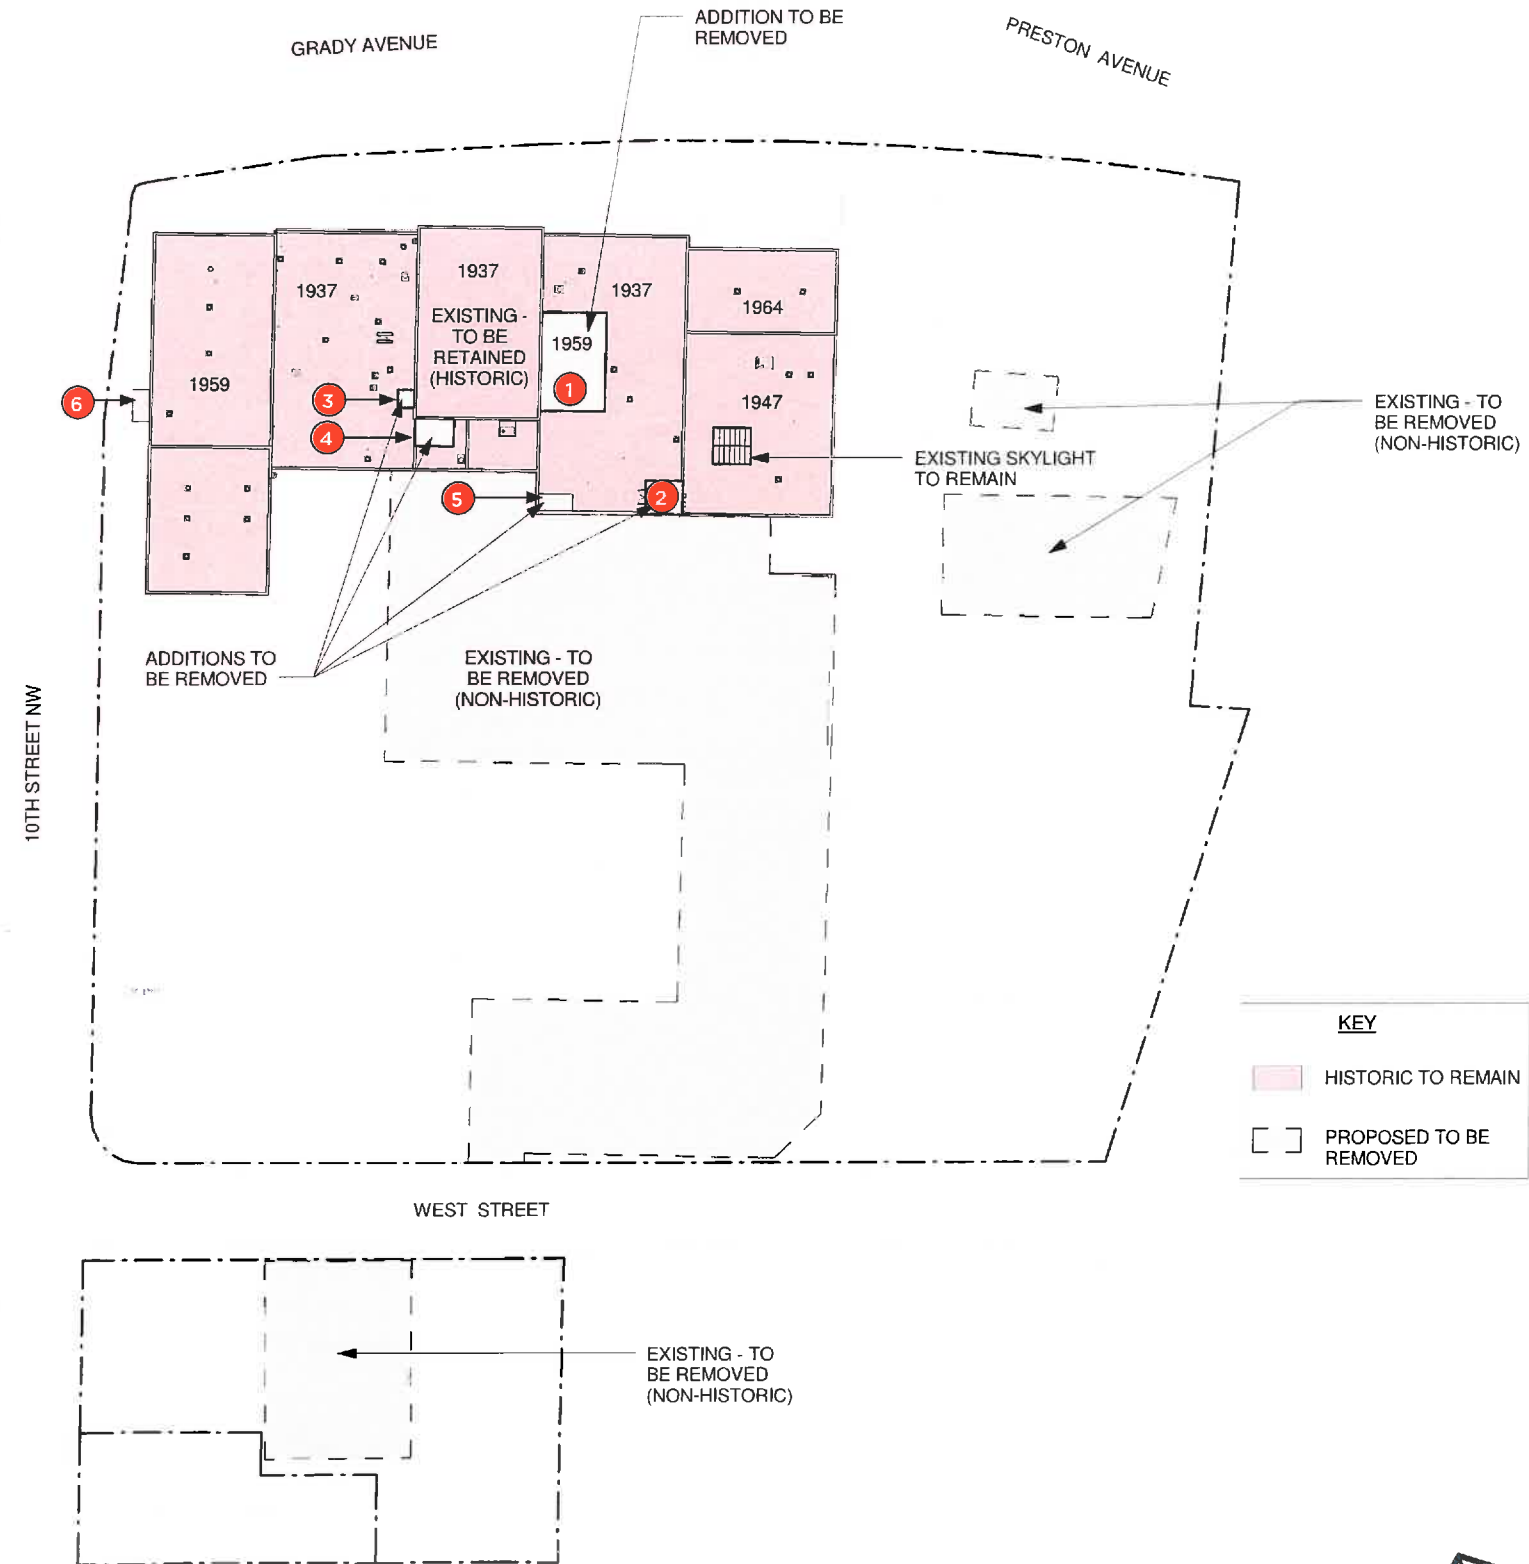 GRADY AVENUE
ADDITION TO BE
REMOVED
PRESTON AVENUE
1937
1937
1937
EXISTING -
TO BE
RETAINED
(HISTORIC)
1959
1
1964
1959
1947
3
4
5
2
6
EXISTING SKYLIGHT
TO REMAIN
EXISTING - TO
BE REMOVED
(NON-HISTORIC)
ADDITIONS TO
BE REMOVED
EXISTING - TO
BE REMOVED
(NON-HISTORIC)
10TH STREET NW
KEY
HISTORIC TO REMAIN
PROPOSED TO BE
REMOVED
WEST STREET
EXISTING - TO
BE REMOVED
(NON-HISTORIC)